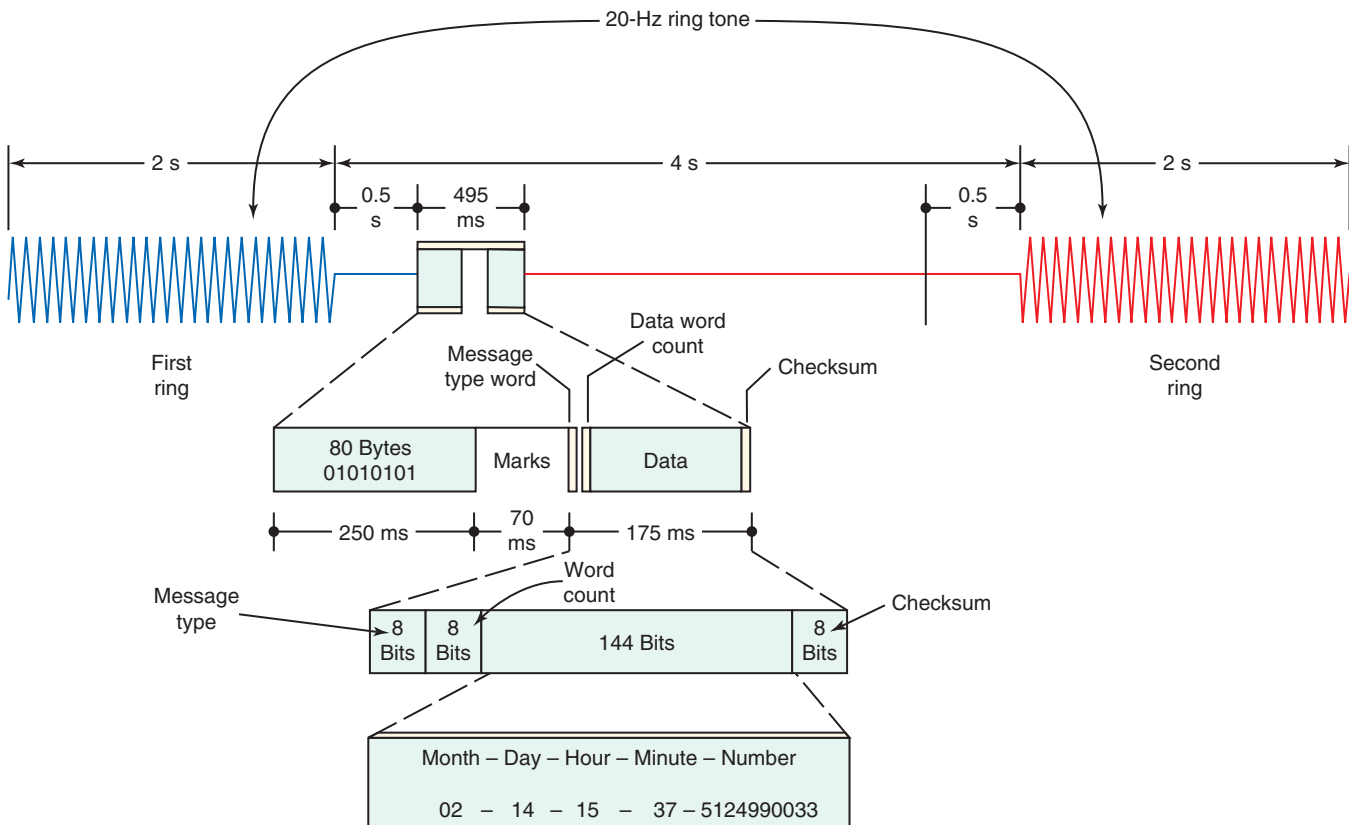 20-Hz ring tone
2 s
4 s
2 s
0.5
s
495
ms
0.5
s
First
ring
Message
type word
Data word
count
Checksum
Second
ring
80 Bytes
01010101
Marks
Data
250 ms
70
ms
175 ms
Message
type
Word
count
Checksum
8
Bits
8
Bits
144 Bits
8
Bits
Month – Day – Hour – Minute – Number
02 – 14 – 15 – 37 – 5124990033